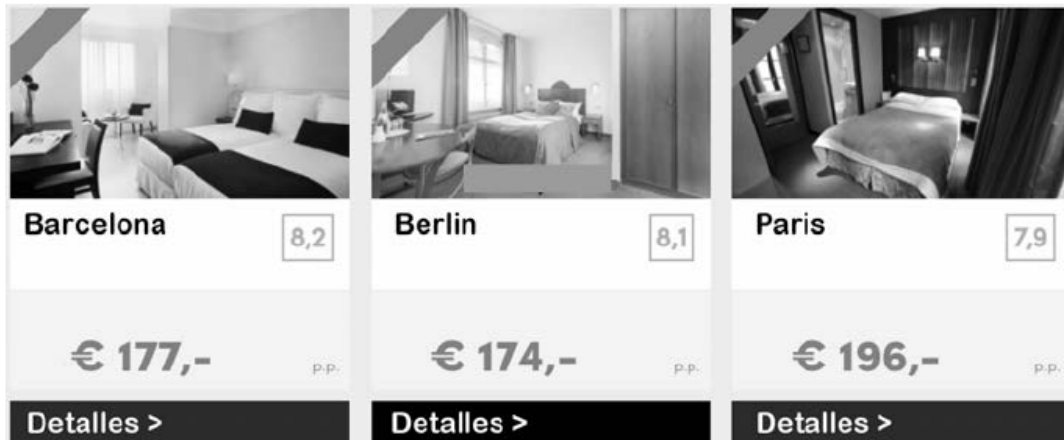 Barcelona
8,2
€ 177,-
p.p.
Detalles >
Berlin
8,1
€ 174,-
p.p.
Detalles >
Paris
7,9
€ 196,-
p.p.
Detalles >